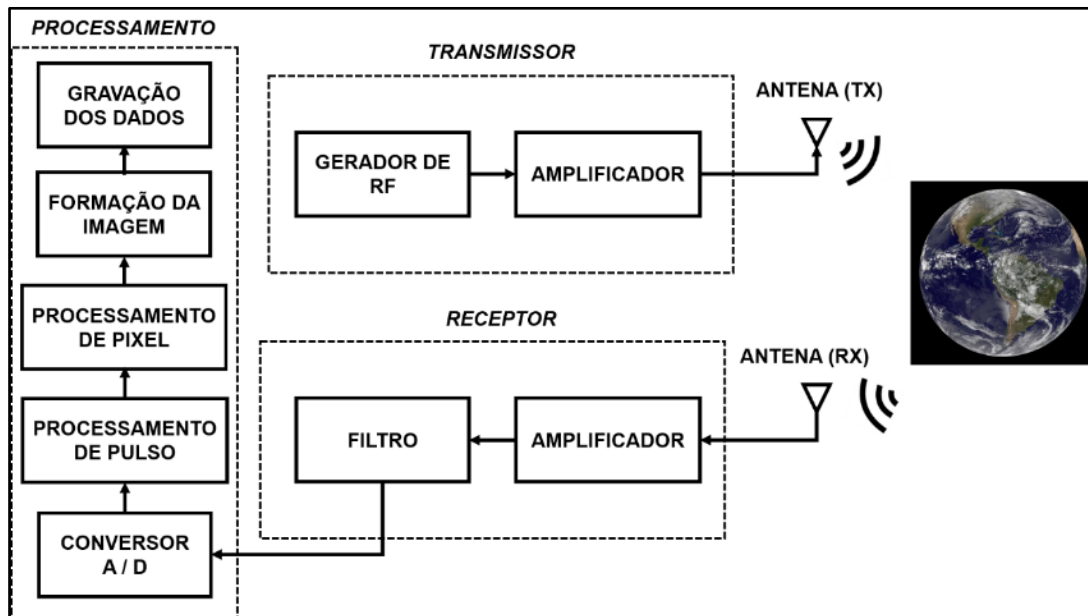 PROCESSAMENTO
GRAVAÇÃO
DOS DADOS
FORMAÇÃO DA
IMAGEM
PROCESSAMENTO
DE PIXEL
PROCESSAMENTO
DE PULSO
CONVERSOR
A / D
TRANSMISSOR
GERADOR DE
RF
AMPLIFICADOR
ANTENA (TX)
RECEPTOR
FILTRO
AMPLIFICADOR
ANTENA (RX)